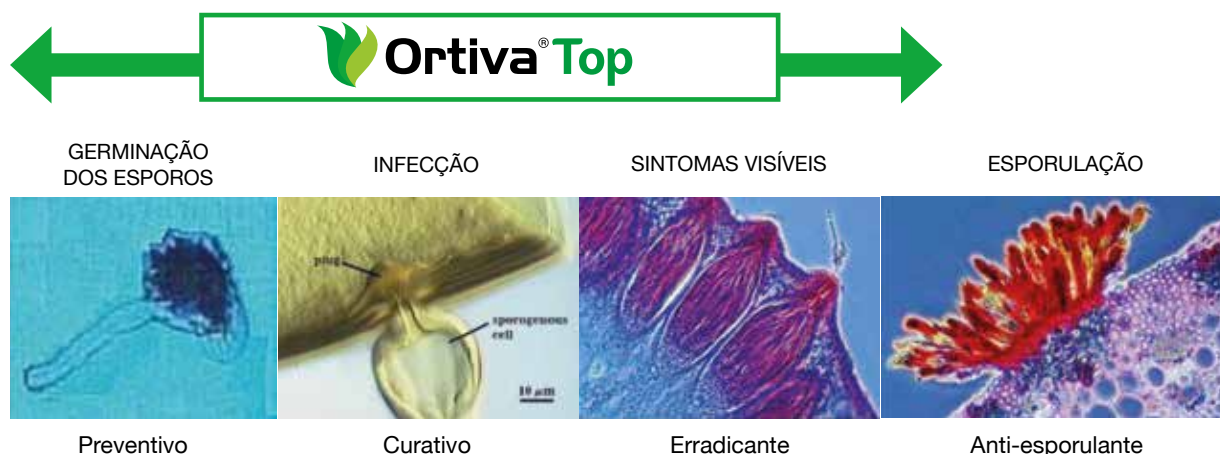 Ortiva® Top
GERMINAÇÃO
DOS ESPOROS
INFECÇÃO
SINTOMAS VISÍVEIS
ESPORULAÇÃO
plug
sporogenous
cell
10 µm
Preventivo
Curativo
Erradicante
Anti-esporulante